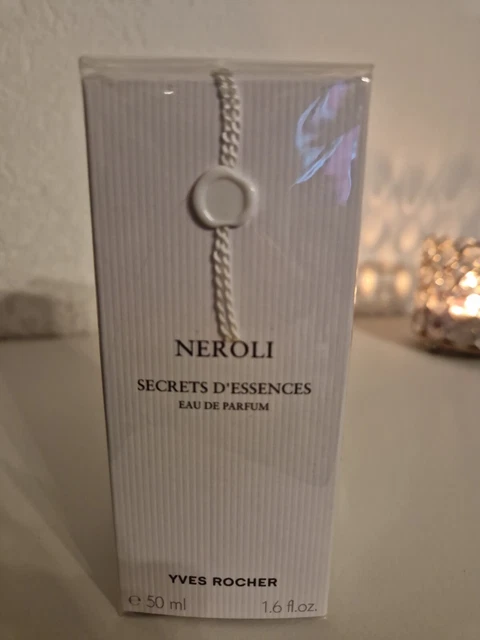 NEROLI
SECRETS D'ESSENCES
EAU DE PARFUM
YVES ROCHER
℮ 50 ml 1.6 fl.oz.